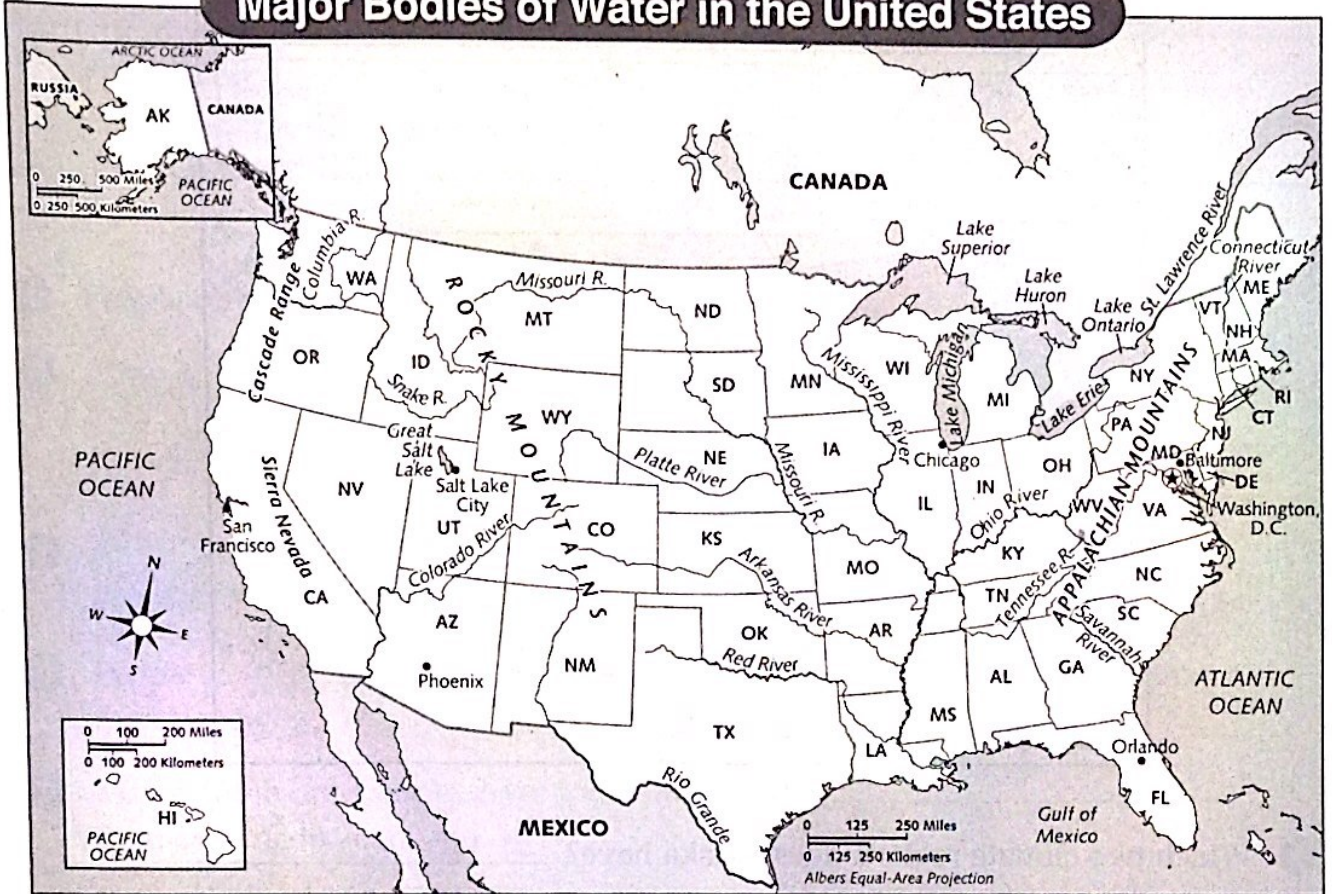 Major Bodies of Water in the United States
ARCTIC OCEAN
RUSSIA
AK
CANADA
0 250 500 Miles
0 250 500 Kilometers
PACIFIC
OCEAN
CANADA
Lake
Superior
Lake
Huron
Lake
Ontario
St. Lawrence River
Connecticut
River
ME
VT
NH
MA
RI
CT
NY
Columbia R.
WA
Cascade Range
OR
ROCKY MOUNTAINS
Missouri R.
MT
ID
Snake R.
ND
SD
MN
Mississippi River
WI
Lake Michigan
MI
Lake Erie
PA
NJ
WY
Great
Salt
Lake
Salt Lake
City
NE
Platte River
IA
Missouri R.
Chicago
IL
IN
OH
Ohio River
WV
MD
Baltimore
DE
Washington,
D.C.
VA
APPALACHIAN MOUNTAINS
PACIFIC
OCEAN
San
Francisco
Sierra Nevada
NV
UT
Colorado River
CO
KS
Arkansas River
MO
KY
Tennessee R.
TN
NC
SC
Savannah
River
N
W
E
S
CA
AZ
Phoenix
NM
OK
Red River
AR
MS
AL
GA
ATLANTIC
OCEAN
TX
LA
Rio Grande
Orlando
FL
Gulf of
Mexico
MEXICO
0 100 200 Miles
0 100 200 Kilometers
HI
PACIFIC
OCEAN
0 125 250 Miles
0 125 250 Kilometers
Albers Equal-Area Projection